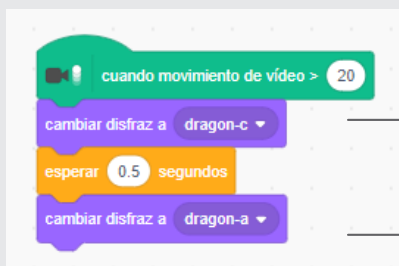 cuando movimiento de vídeo > 20
cambiar disfraz a dragon-c
esperar 0.5 segundos
cambiar disfraz a dragon-a